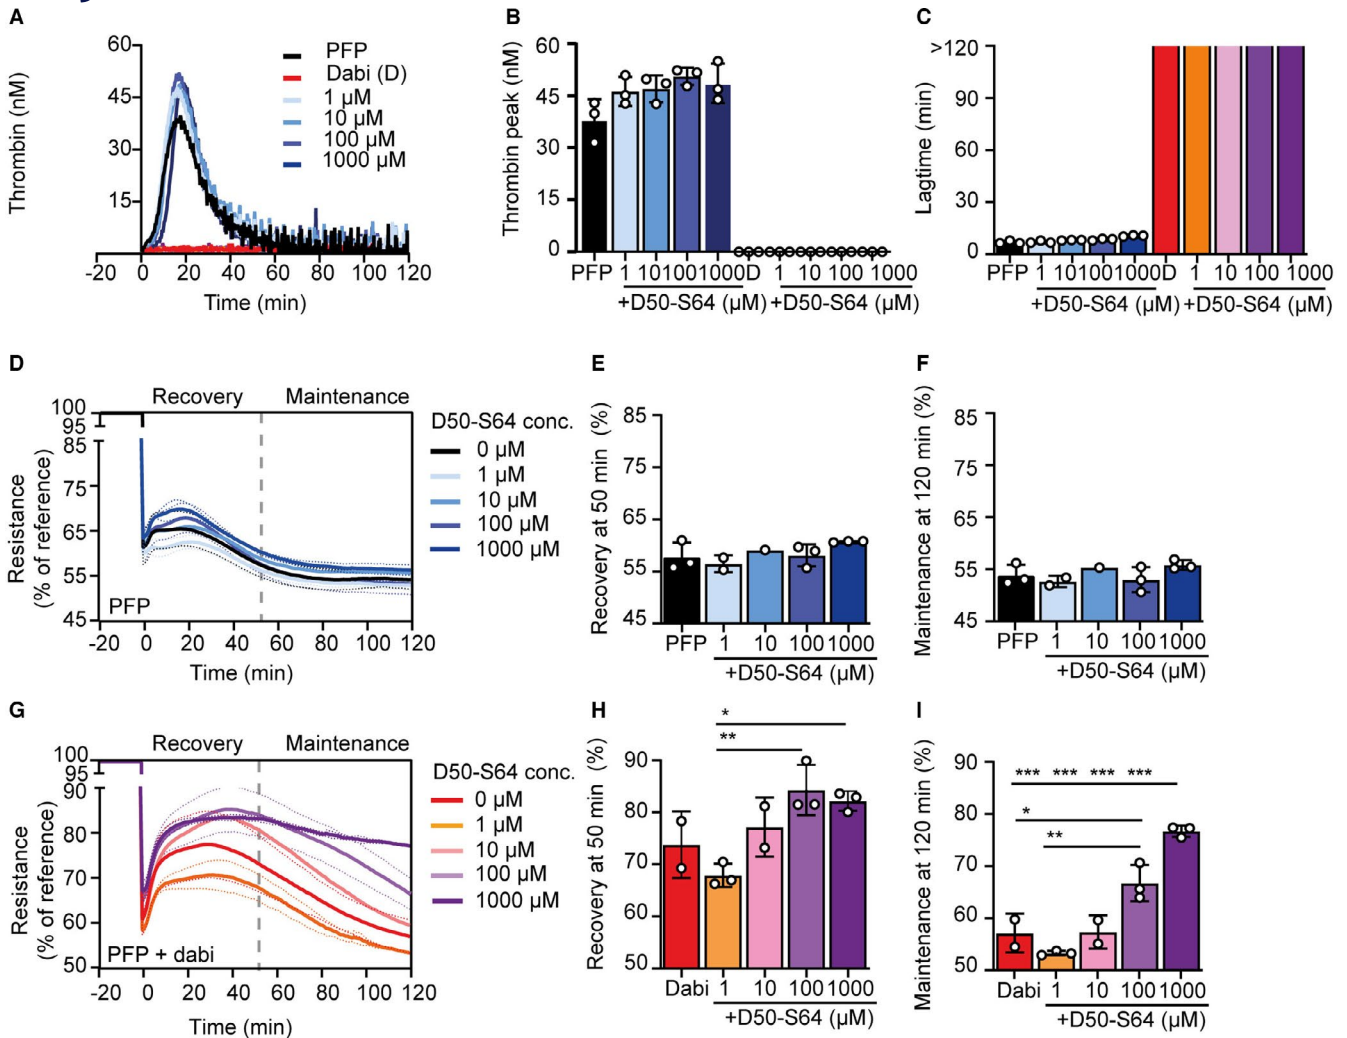 A
Thrombin (nM)
60
45
30
15
-20 0 20 40 60 80 100 120
Time (min)
PFP
Dabi (D)
1 µM
10 µM
100 µM
1000 µM
B
Thrombin peak (nM)
60
45
30
15
0
PFP 1 10 100 1000 D 1 10 100 1000
+D50-S64 (µM) +D50-S64 (µM)
C
Lagtime (min)
>120
90
60
30
0
PFP 1 10 100 1000 D 1 10 100 1000
+D50-S64 (µM) +D50-S64 (µM)
D
Recovery Maintenance
Resistance
(% of reference)
100
95
85
75
65
55
45
PFP
-20 0 20 40 60 80 100 120
Time (min)
D50-S64 conc.
0 µM
1 µM
10 µM
100 µM
1000 µM
E
Recovery at 50 min (%)
85
75
65
55
45
PFP 1 10 100 1000
+D50-S64 (µM)
F
Maintenance at 120 min (%)
85
75
65
55
45
PFP 1 10 100 1000
+D50-S64 (µM)
G
Recovery Maintenance
Resistance
(% of reference)
100
95
90
80
70
60
50
PFP + dabi
-20 0 20 40 60 80 100 120
Time (min)
D50-S64 conc.
0 µM
1 µM
10 µM
100 µM
1000 µM
H
Recovery at 50 min (%)
90
80
70
60
50
*
**
Dabi 1 10 100 1000
+D50-S64 (µM)
I
Maintenance at 120 min (%)
90
80
70
60
50
*** *** *** ***
*
**
Dabi 1 10 100 1000
+D50-S64 (µM)